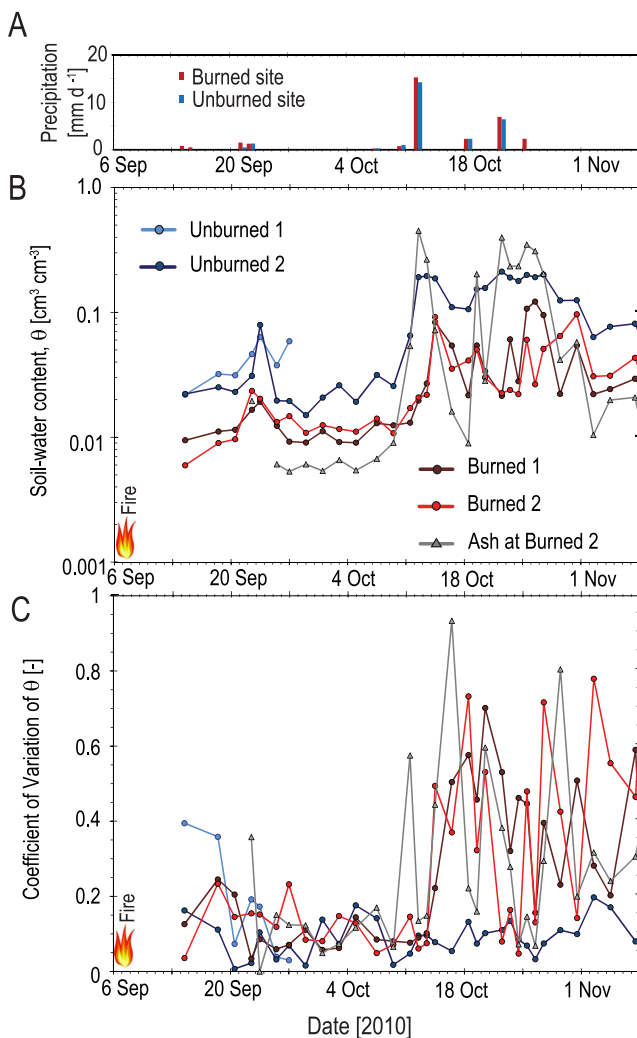 A
Precipitation
[mm d⁻¹]
20
10
0
Burned site
Unburned site
6 Sep
20 Sep
4 Oct
18 Oct
1 Nov
B
Soil-water content, θ [cm³ cm⁻³]
1.0
0.1
0.01
0.001
Unburned 1
Unburned 2
Burned 1
Burned 2
Ash at Burned 2
Fire
6 Sep
20 Sep
4 Oct
18 Oct
1 Nov
C
Coefficient of Variation of θ [-]
1
0.8
0.6
0.4
0.2
0
Fire
6 Sep
20 Sep
4 Oct
18 Oct
1 Nov
Date [2010]